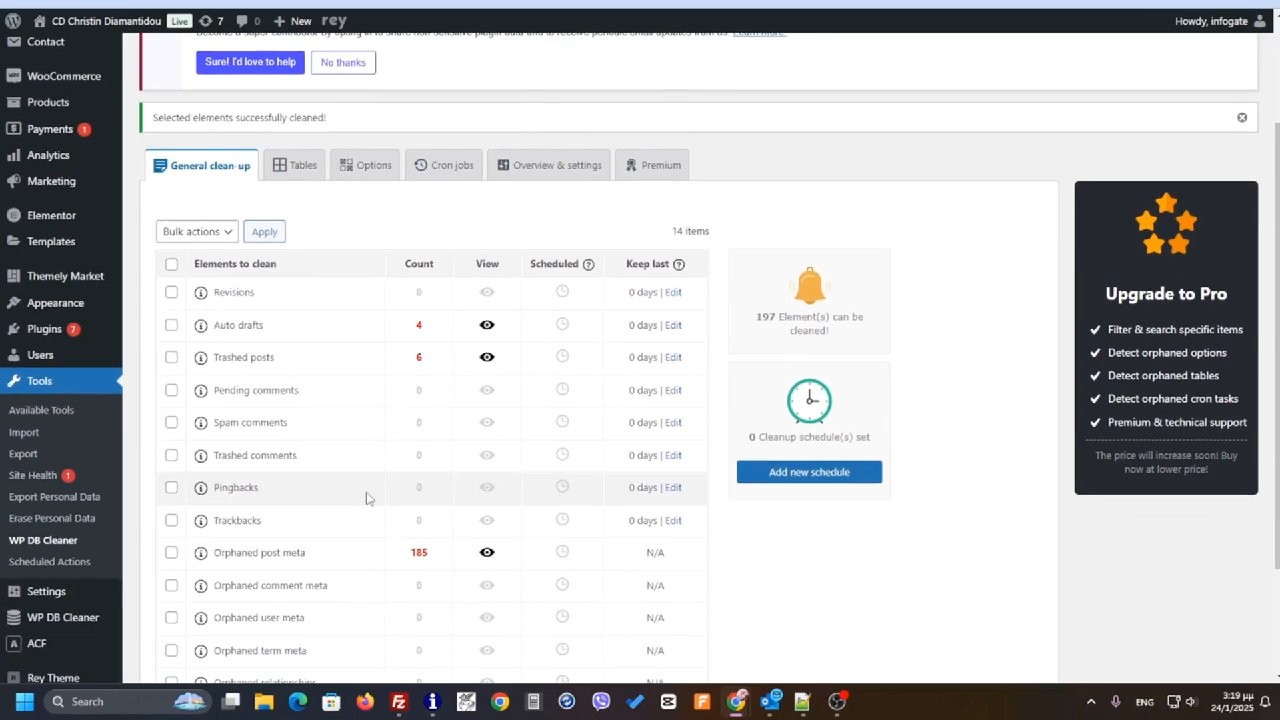 CD Christin Diamantidou Live 7 0 New rey
Howdy, infogate
Contact
WooCommerce
Products
Payments 1
Analytics
Marketing
Elementor
Templates
Themely Market
Appearance
Plugins 7
Users
Tools
Available Tools
Import
Export
Site Health 1
Export Personal Data
Erase Personal Data
WP DB Cleaner
Scheduled Actions
Settings
WP DB Cleaner
ACF
Rey Theme
Become a super contributor by opting in to share non-sensitive plugin data and to receive periodic email updates from us. Learn more.
Sure! I'd love to help No thanks
Selected elements successfully cleaned!
General clean-up Tables Options Cron jobs Overview & settings Premium
Bulk actions Apply 14 items
Elements to clean Count View Scheduled Keep last
Revisions 0 0 days | Edit
Auto drafts 4 0 days | Edit
Trashed posts 6 0 days | Edit
Pending comments 0 0 days | Edit
Spam comments 0 0 days | Edit
Trashed comments 0 0 days | Edit
Pingbacks 0 0 days | Edit
Trackbacks 0 0 days | Edit
Orphaned post meta 185 N/A
Orphaned comment meta 0 N/A
Orphaned user meta 0 N/A
Orphaned term meta 0 N/A
Orphaned relationships
197 Element(s) can be
cleaned!
0 Cleanup schedule(s) set
Add new schedule
Upgrade to Pro
Filter & search specific items
Detect orphaned options
Detect orphaned tables
Detect orphaned cron tasks
Premium & technical support
The price will increase soon! Buy
now at lower price!
Search
ENG
3:19 μμ
24/1/2025